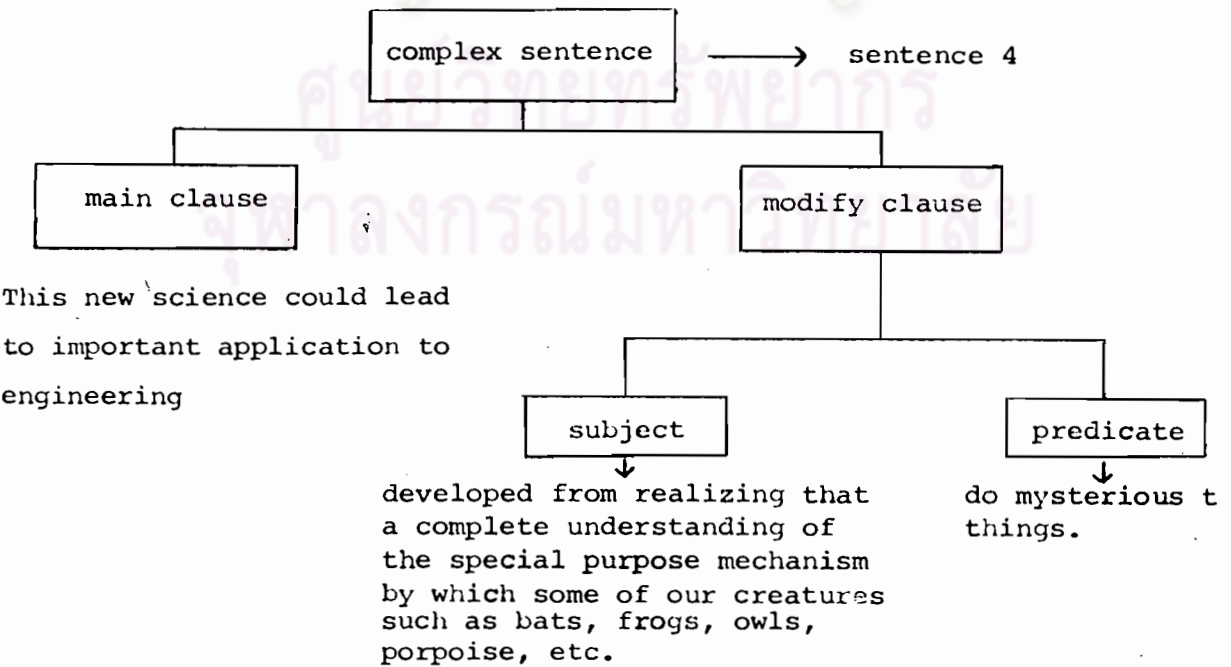 complex sentence → sentence 4
ศูนย์วิทยทรัพยากร
main clause
modify clause
จุฬาลงกรณ์มหาวิทยาลัย
This new science could lead
to important application to
engineering
subject
predicate
developed from realizing that
a complete understanding of
the special purpose mechanism
by which some of our creatures
such as bats, frogs, owls,
porpoise, etc.
do mysterious t
things.